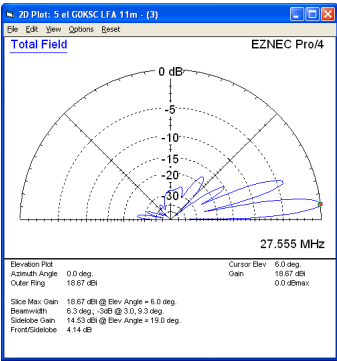 2D Plot: 5 el G0KSC LFA 11m - (3)
File Edit View Options Reset
Total Field EZNEC Pro/4
0 dB
-5
-10
-15
-20
-30
27.555 MHz
Elevation Plot Cursor Elev 6.0 deg.
Azimuth Angle 0.0 deg. Gain 18.67 dBi
Outer Ring 18.67 dBi 0.0 dBmax
Slice Max Gain 18.67 dBi @ Elev Angle = 6.0 deg.
Beamwidth 6.3 deg.; -3dB @ 3.0, 9.3 deg.
Sidelobe Gain 14.53 dBi @ Elev Angle = 19.0 deg.
Front/Sidelobe 4.14 dB